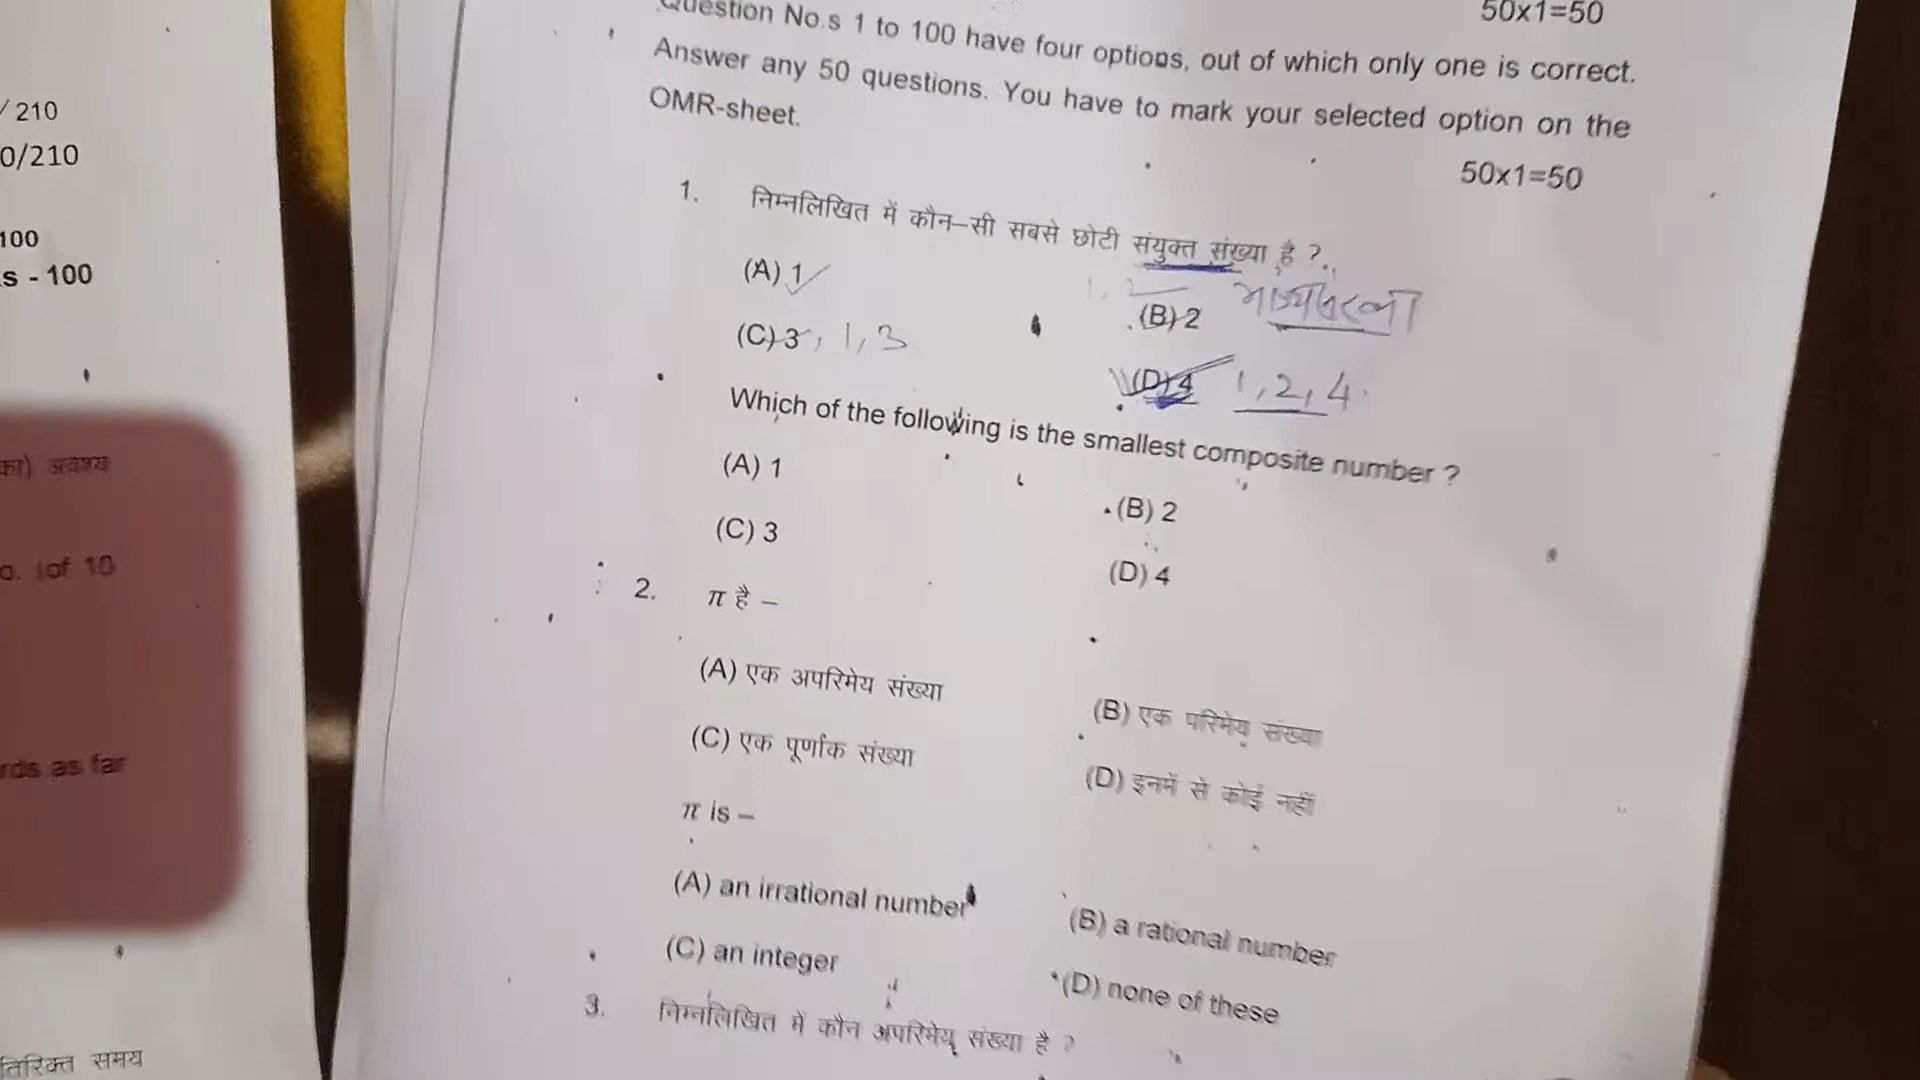 / 210
0/210
100
s - 100
का) अवश्य
o. (of 10
rds as far
तिरिक्त समय
50x1=50
Question No.s 1 to 100 have four options, out of which only one is correct.
Answer any 50 questions. You have to mark your selected option on the
OMR-sheet.
50x1=50
1. निम्नलिखित में कौन–सी सबसे छोटी संयुक्त संख्या है ?
(A) 1
(B) 2
(C) 3, 1, 3
(D) 4 1, 2, 4
Which of the following is the smallest composite number ?
(A) 1
(B) 2
(C) 3
(D) 4
2. π है –
(A) एक अपरिमेय संख्या
(B) एक परिमेय संख्या
(C) एक पूर्णांक संख्या
(D) इनमें से कोई नहीं
π is –
(A) an irrational number
(B) a rational number
(C) an integer
(D) none of these
3. निम्नलिखित में कौन अपरिमेय संख्या है ?